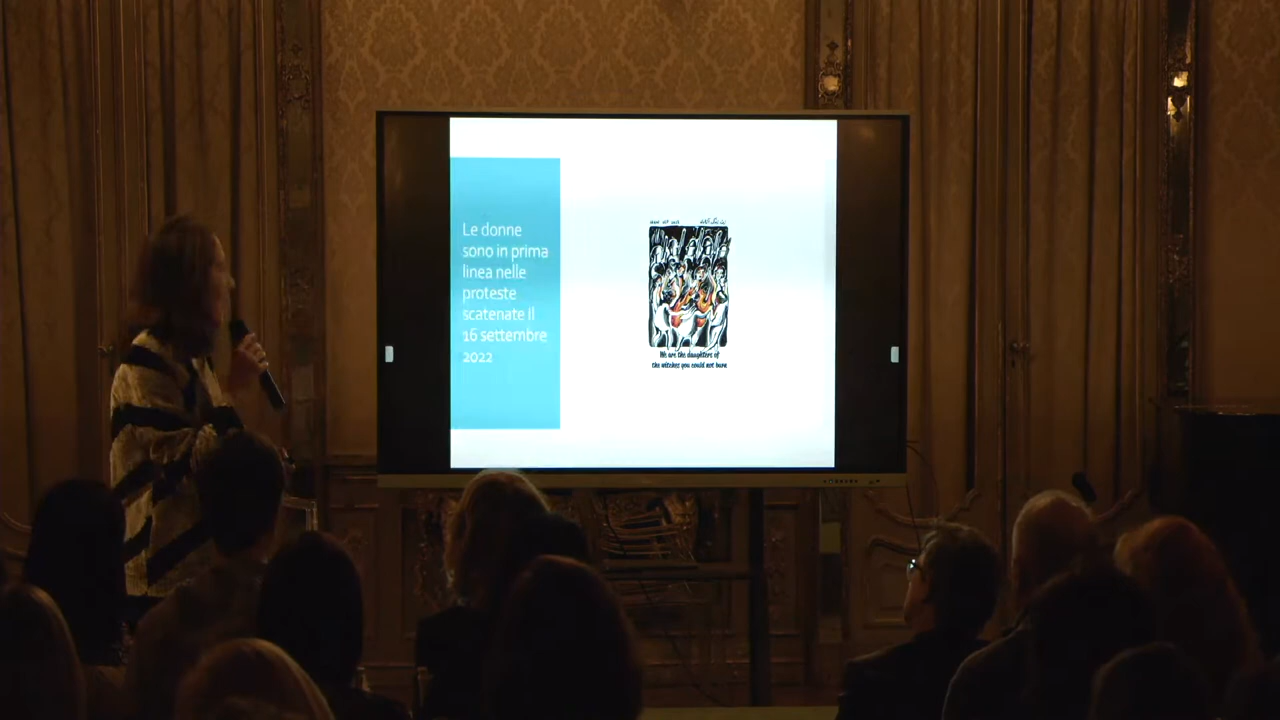 Le donne
sono in prima
linea nelle
proteste
scatenate il
16 settembre
2022
We are the daughters of
the witches you could not burn